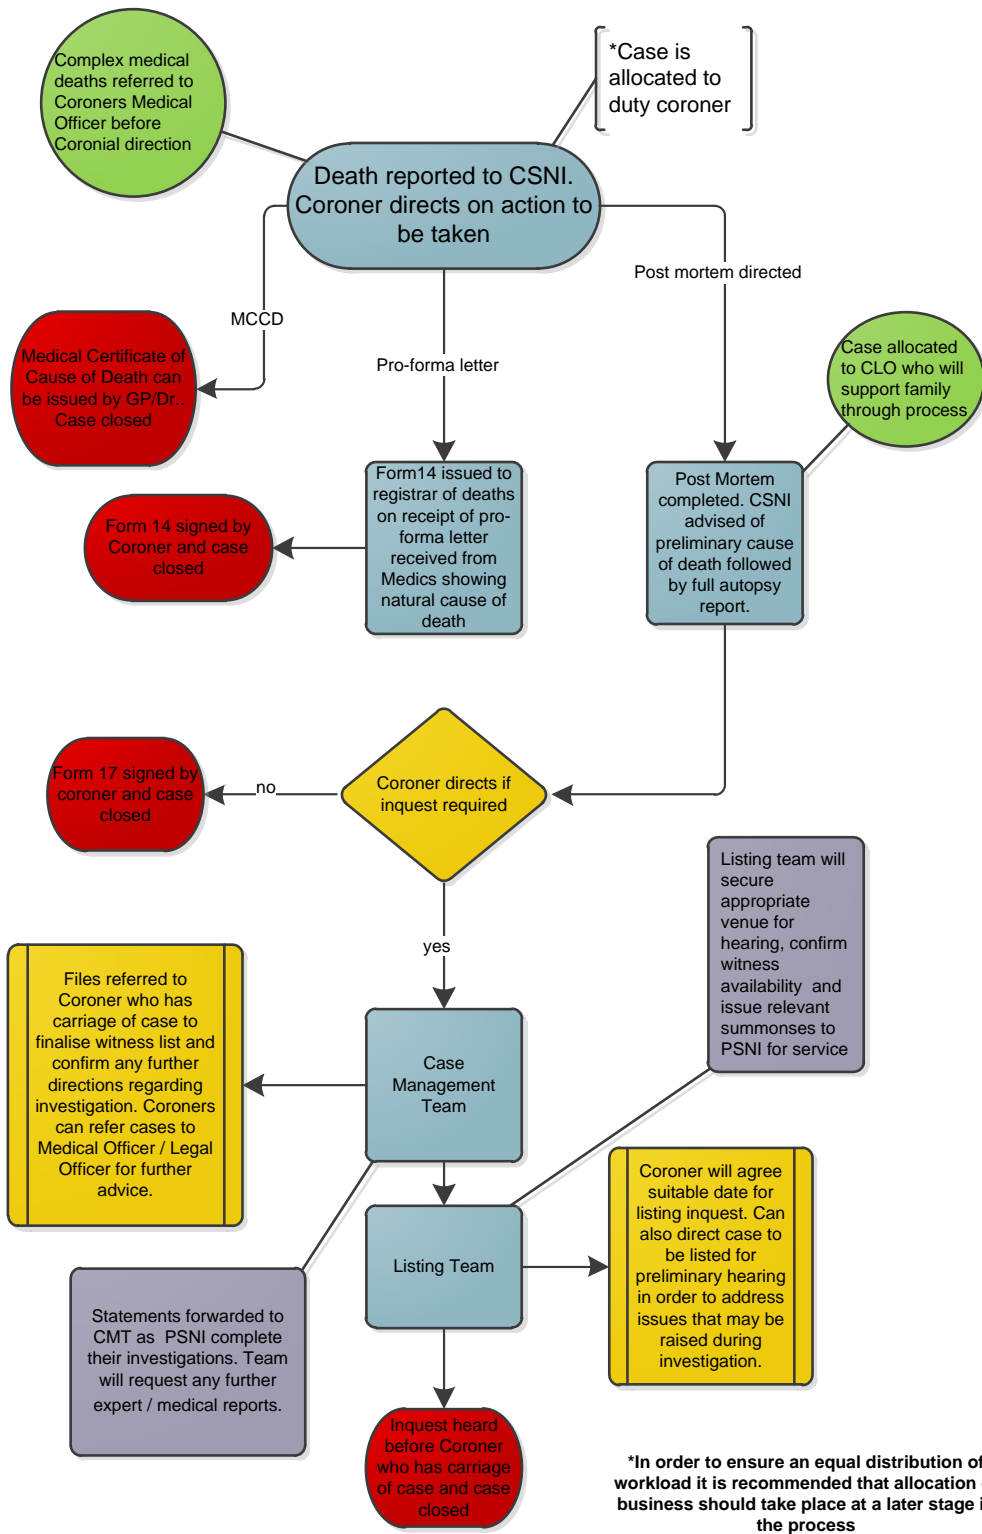 Complex medical
deaths referred to
Coroners Medical
Officer before
Coronial direction
*Case is
allocated to
duty coroner
Death reported to CSNI.
Coroner directs on action to
be taken
MCCD
Pro-forma letter
Post mortem directed
Medical Certificate of
Cause of Death can
be issued by GP/Dr..
Case closed
Case allocated
to CLO who will
support family
through process
Form 14 signed by
Coroner and case
closed
Form14 issued to
registrar of deaths
on receipt of pro-
forma letter
received from
Medics showing
natural cause of
death
Post Mortem
completed. CSNI
advised of
preliminary cause
of death followed
by full autopsy
report.
Form 17 signed by
coroner and case
closed
no
Coroner directs if
inquest required
yes
Listing team will
secure
appropriate
venue for
hearing, confirm
witness
availability and
issue relevant
summonses to
PSNI for service
Files referred to
Coroner who has
carriage of case to
finalise witness list and
confirm any further
directions regarding
investigation. Coroners
can refer cases to
Medical Officer / Legal
Officer for further
advice.
Case
Management
Team
Listing Team
Coroner will agree
suitable date for
listing inquest. Can
also direct case to
be listed for
preliminary hearing
in order to address
issues that may be
raised during
investigation.
Statements forwarded to
CMT as PSNI complete
their investigations. Team
will request any further
expert / medical reports.
Inquest heard
before Coroner
who has carriage
of case and case
closed
*In order to ensure an equal distribution of
workload it is recommended that allocation
business should take place at a later stage
the process